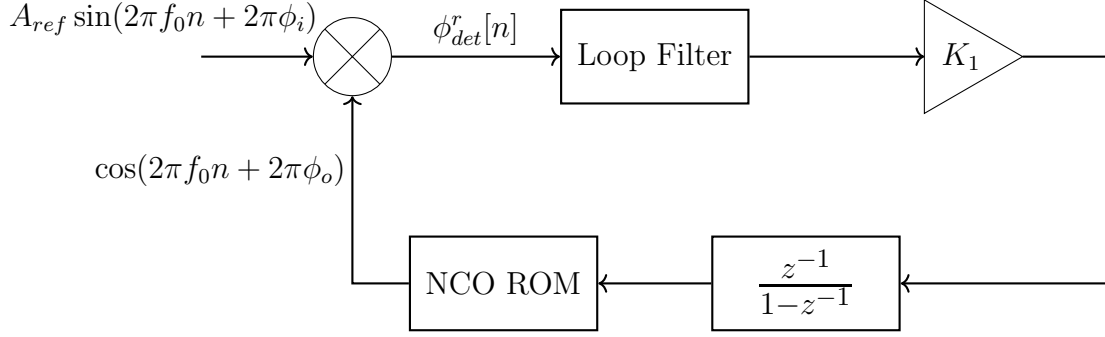 A_{ref} sin(2πf_0n + 2πϕ_i)
ϕ^r_{det}[n]
Loop Filter
K_1
cos(2πf_0n + 2πϕ_o)
NCO ROM
z^{-1}
1−z^{-1}